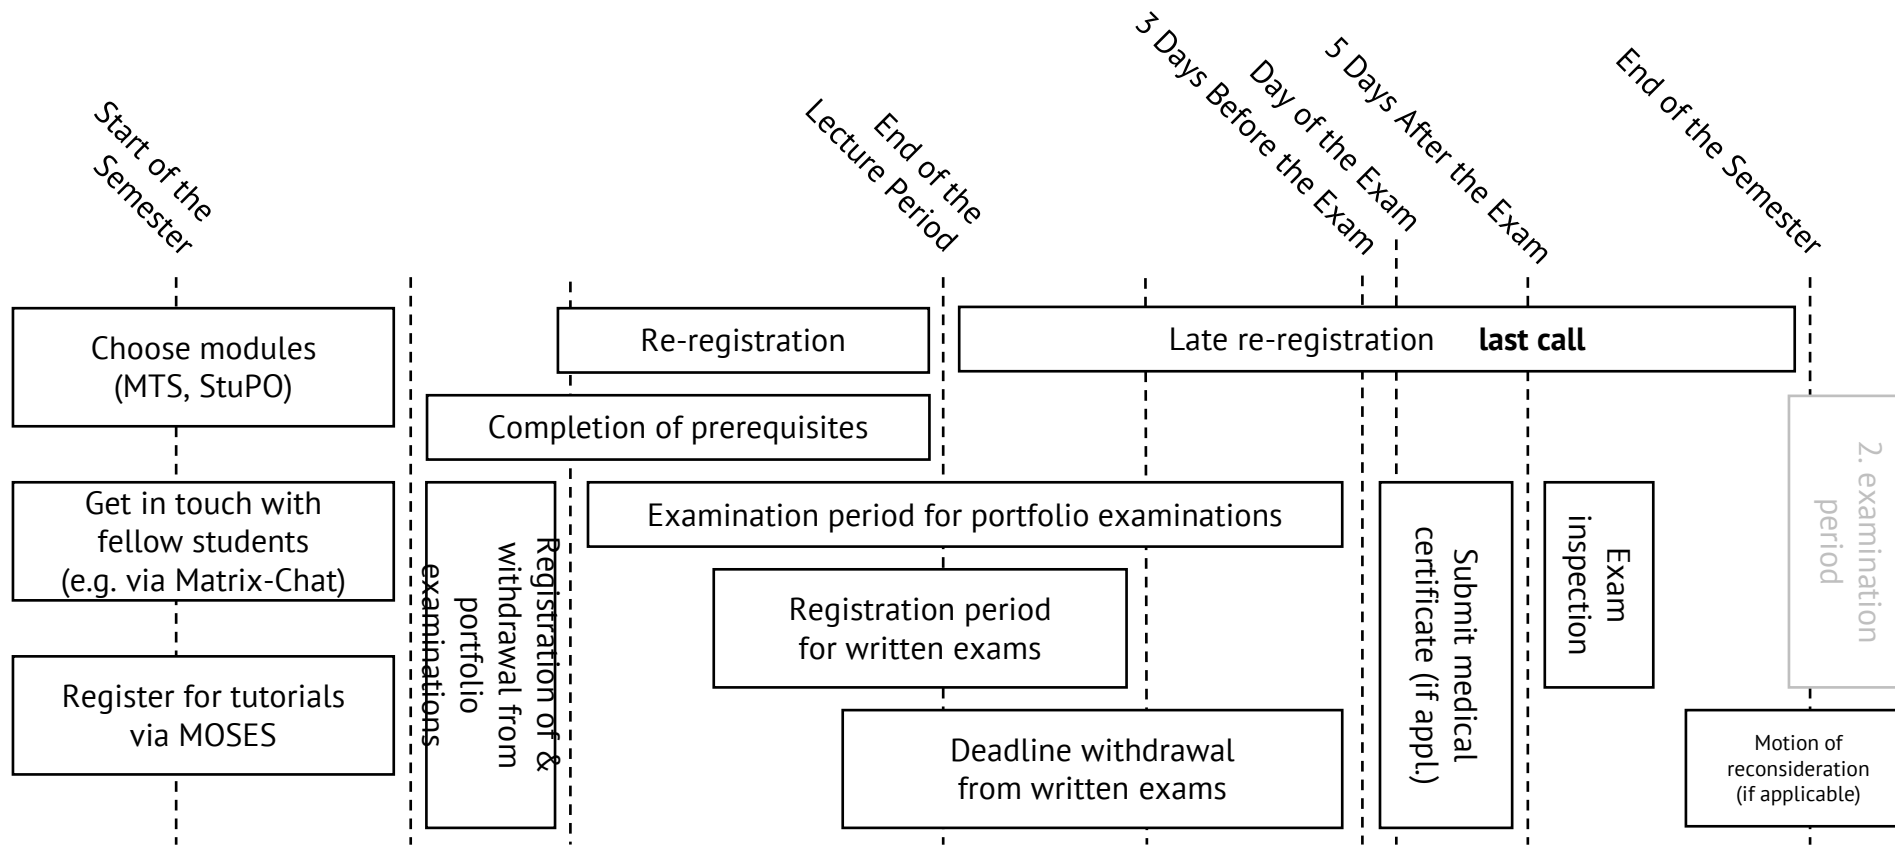 Start of the
Semester
End of the
Lecture Period
3 Days Before the Exam
Day of the Exam
5 Days After the Exam
End of the Semester
Choose modules
(MTS, StuPO)
Re-registration
Late re-registration last call
Completion of prerequisites
Get in touch with
fellow students
(e.g. via Matrix-Chat)
Registration of &
withdrawal from
portfolio
examinations
Examination period for portfolio examinations
Registration period
for written exams
Submit medical
certificate (if appl.)
Exam
inspection
2. examination
period
Register for tutorials
via MOSES
Deadline withdrawal
from written exams
Motion of
reconsideration
(if applicable)